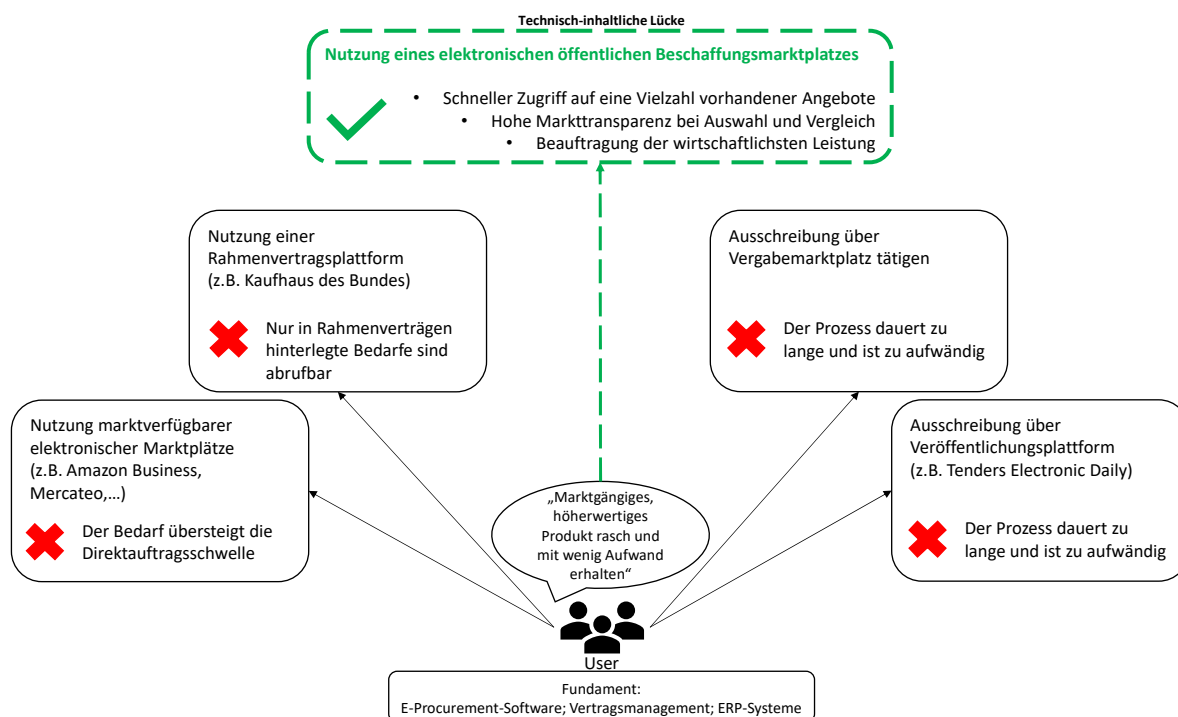 Technisch-inhaltliche Lücke
Nutzung eines elektronischen öffentlichen Beschaffungsmarktplatzes
• Schneller Zugriff auf eine Vielzahl vorhandener Angebote
• Hohe Markttransparenz bei Auswahl und Vergleich
• Beauftragung der wirtschaftlichsten Leistung
Nutzung einer
Rahmenvertragsplattform
(z.B. Kaufhaus des Bundes)
Nur in Rahmenverträgen
hinterlegte Bedarfe sind
abrufbar
Ausschreibung über
Vergabemarktplatz tätigen
Der Prozess dauert zu
lange und ist zu aufwändig
Nutzung marktverfügbarer
elektronischer Marktplätze
(z.B. Amazon Business,
Mercateo,...)
Der Bedarf übersteigt die
Direktauftragsschwelle
Ausschreibung über
Veröffentlichungsplattform
(z.B. Tenders Electronic Daily)
Der Prozess dauert zu
lange und ist zu aufwändig
„Marktgängiges,
höherwertiges
Produkt rasch und
mit wenig Aufwand
erhalten“
User
Fundament:
E-Procurement-Software; Vertragsmanagement; ERP-Systeme